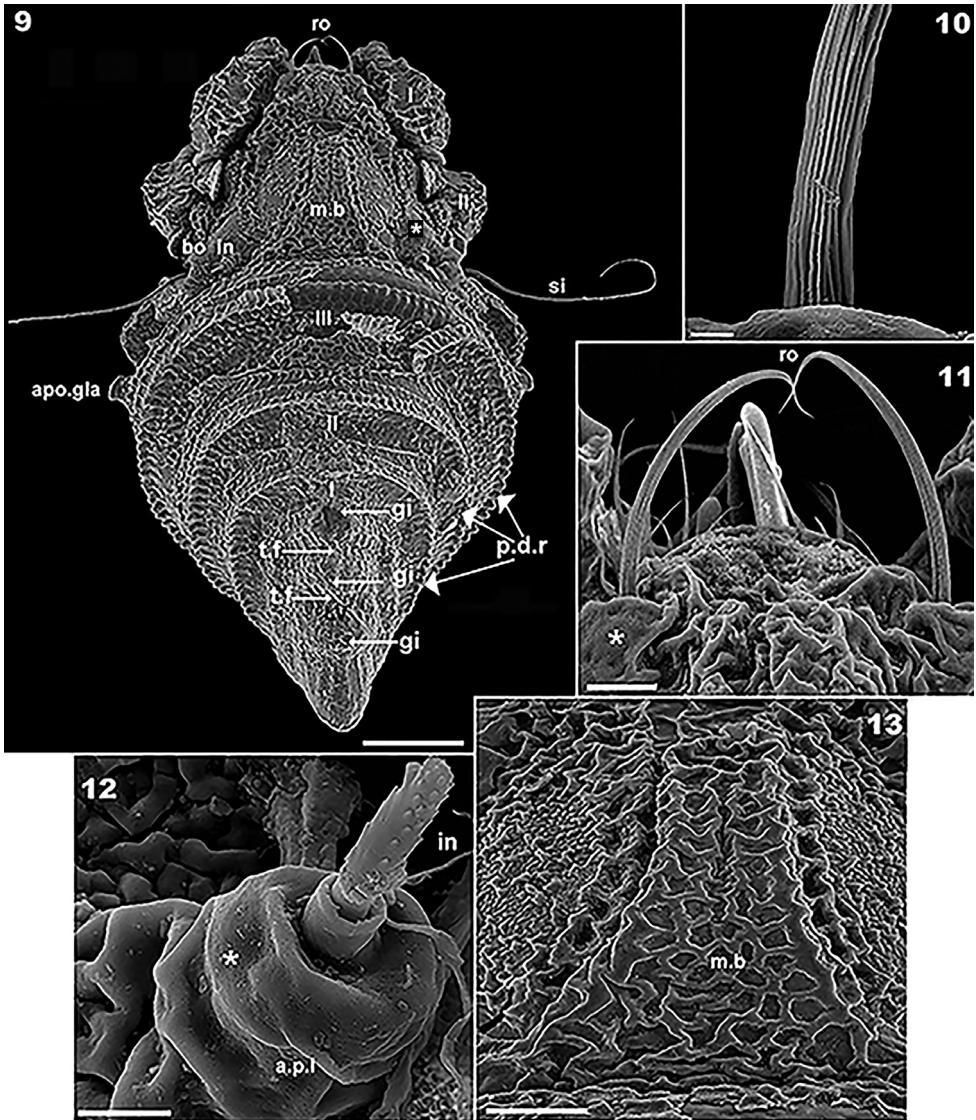 9
ro
I
II
m.b
*
bo In
si
III
apo.gla
II
I
gi
t.f
p.d.r
gi
t.f
gi
10
11
ro
*
12
in
*
a.p.l
13
m.b